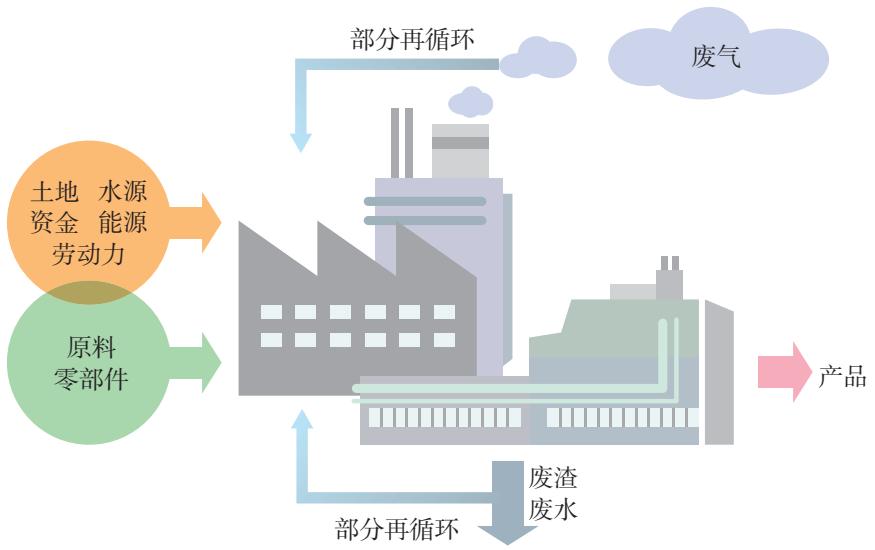 部分再循环
废气
土地 水源
资金 能源
劳动力
原料
零部件
产品
废渣
废水
部分再循环